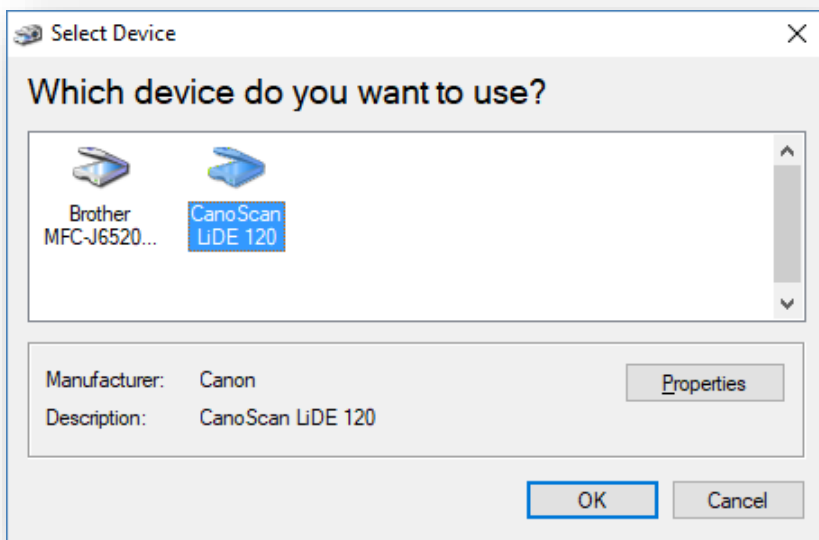 Select Device
Which device do you want to use?
Brother
MFC-J6520...
CanoScan
LiDE 120
Manufacturer: Canon
Properties
Description: CanoScan LiDE 120
OK Cancel